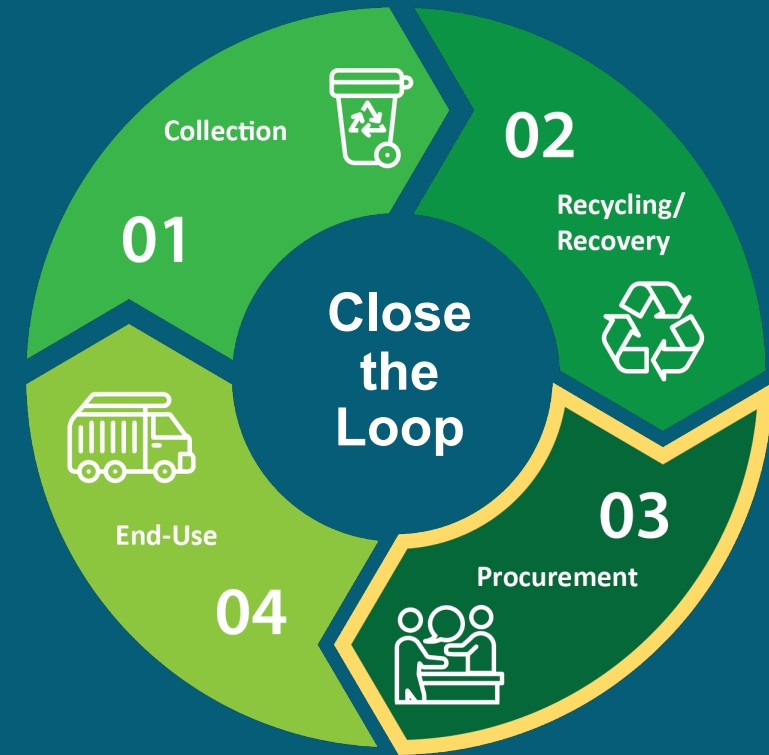 Close
the
Loop
Collection
01
02
Recycling/
Recovery
03
Procurement
End-Use
04